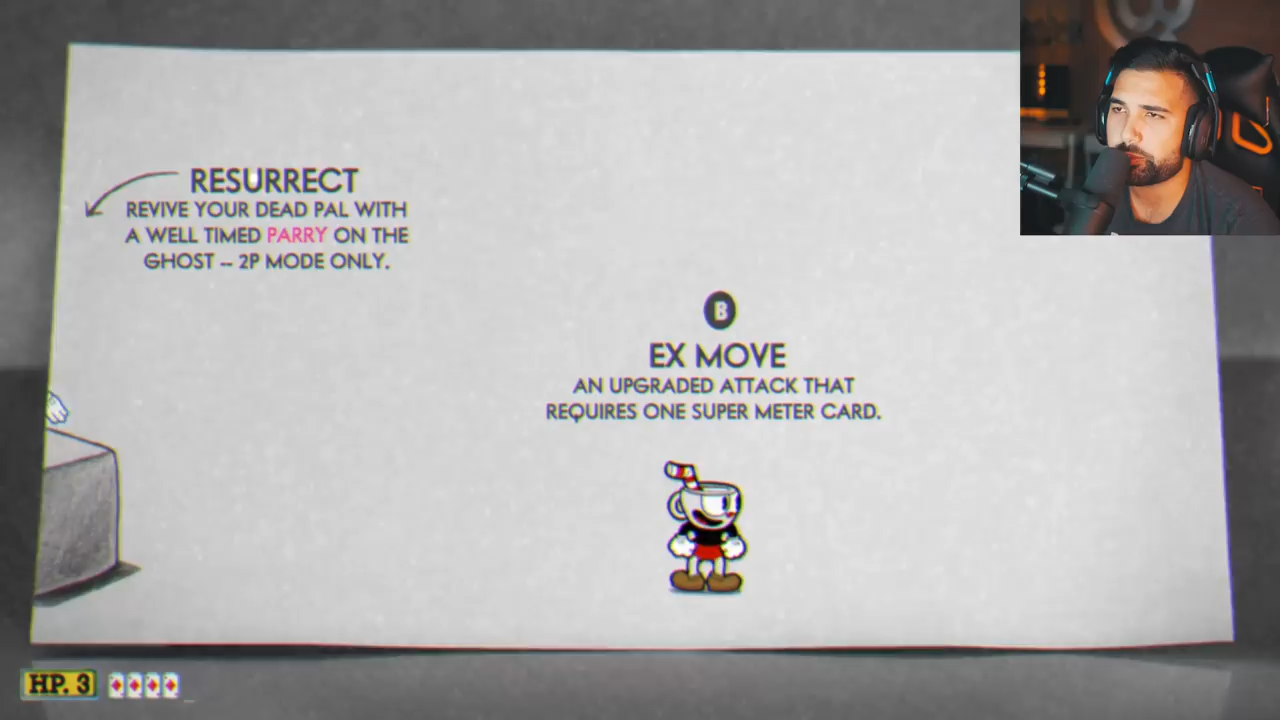 RESURRECT
REVIVE YOUR DEAD PAL WITH
A WELL TIMED PARRY ON THE
GHOST -- 2P MODE ONLY.
B
EX MOVE
AN UPGRADED ATTACK THAT
REQUIRES ONE SUPER METER CARD.
HP. 3